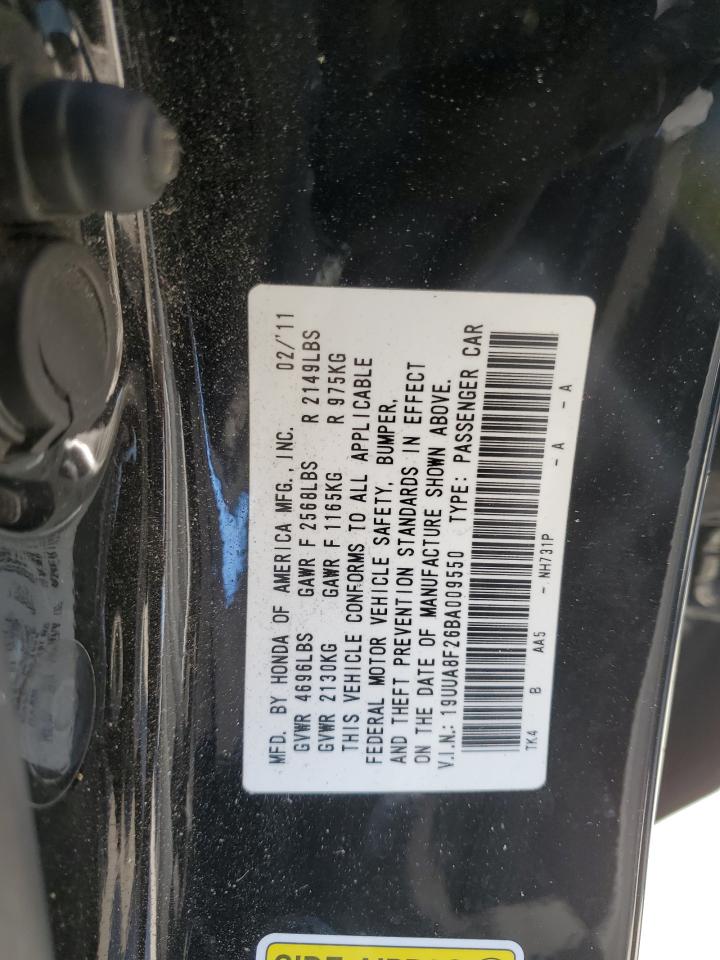 MFD. BY HONDA OF AMERICA MFG., INC. 02/'11
GVWR 4696LBS GAWR F 2568LBS R 2149LBS
GVWR 2130KG GAWR F 1165KG R 975KG
THIS VEHICLE CONFORMS TO ALL APPLICABLE
FEDERAL MOTOR VEHICLE SAFETY, BUMPER,
AND THEFT PREVENTION STANDARDS IN EFFECT
ON THE DATE OF MANUFACTURE SHOWN ABOVE.
V.I.N.: 19UUA8F26BA009550 TYPE: PASSENGER CAR
TK4 B AA5 - NH731P - A - A
SIDE AIRBAG